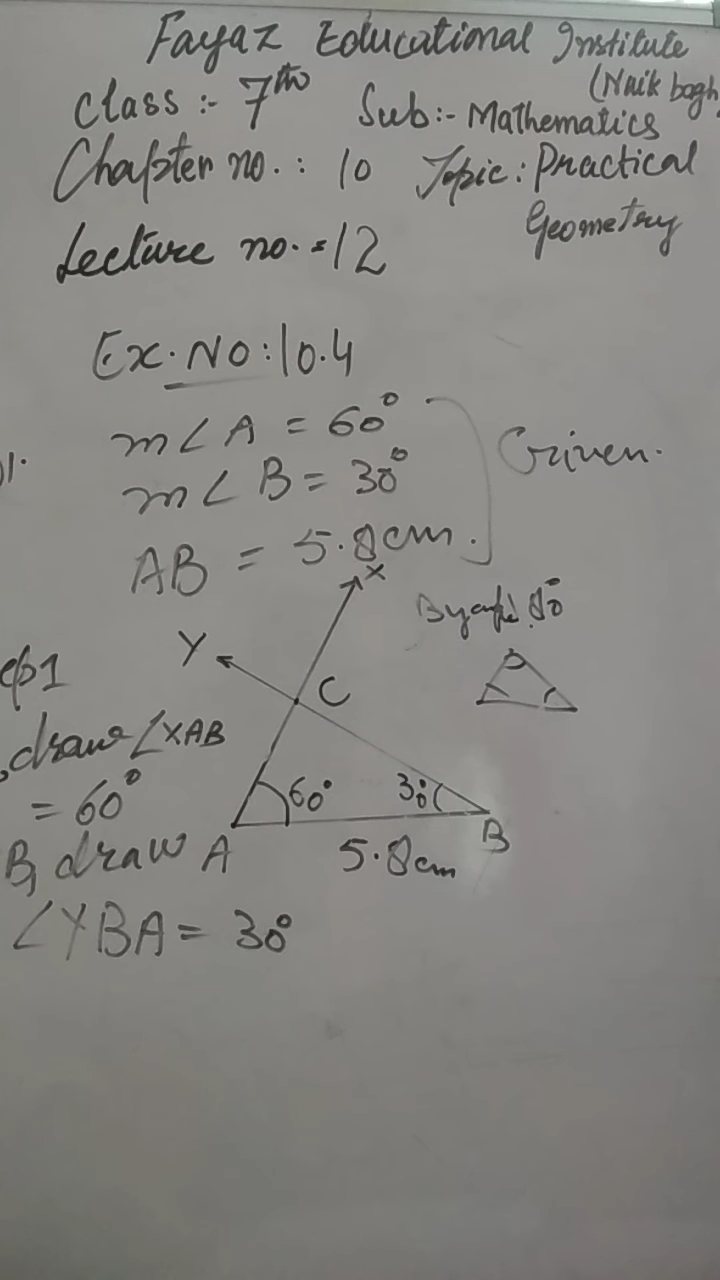 Fayaz Educational Institute
(Naik bagh)
Class :- 7th Sub:- Mathematics
Chapter no. : 10 Topic : Practical
Geometry
Lecture no. = 12
Ex. No : 10.4
m∠A = 60°
m∠B = 30°
AB = 5.8cm.
Given.
X
Y
C
60° 30°
A B
5.8cm
draw ∠XAB
= 60°
B, draw
∠YBA = 30°